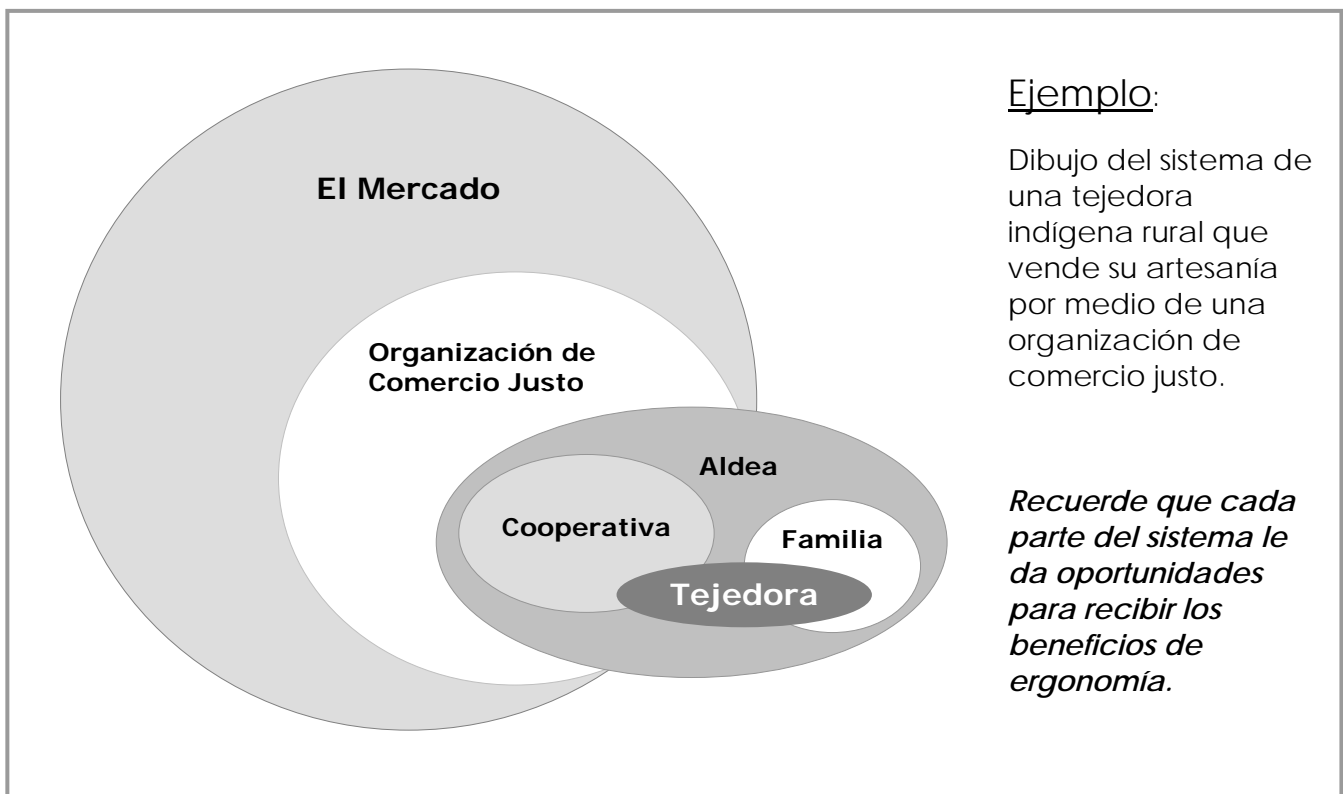 El Mercado
Organización de
Comercio Justo
Aldea
Cooperativa
Familia
Tejedora
Ejemplo:
Dibujo del sistema de
una tejedora
indígena rural que
vende su artesanía
por medio de una
organización de
comercio justo.
Recuerde que cada
parte del sistema le
da oportunidades
para recibir los
beneficios de
ergonomía.